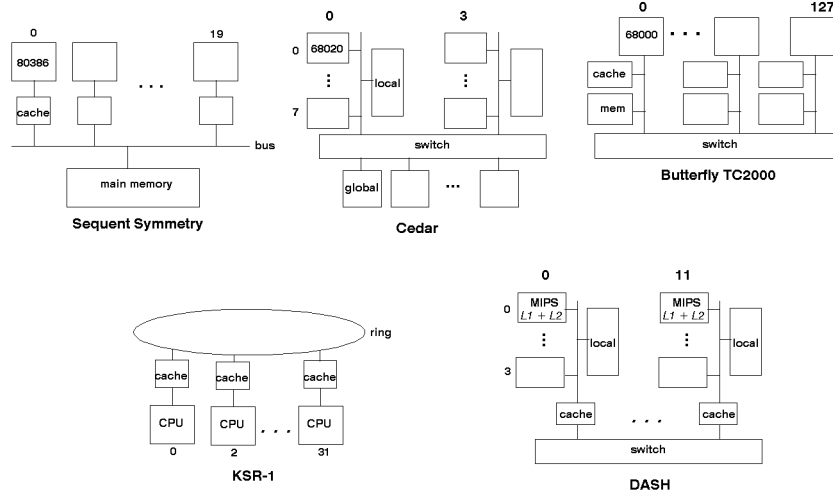 0
19
80386
. . .
cache
bus
main memory
Sequent Symmetry
0
3
0
68020
local
...
...
7
switch
global
...
Cedar
0
127
68000
. . .
cache
mem
switch
Butterfly TC2000
ring
cache
cache
cache
CPU
CPU
. . .
CPU
0
2
31
KSR-1
0
11
0
MIPS
L1 + L2
MIPS
L1 + L2
local
local
...
...
3
cache
. . .
cache
switch
DASH